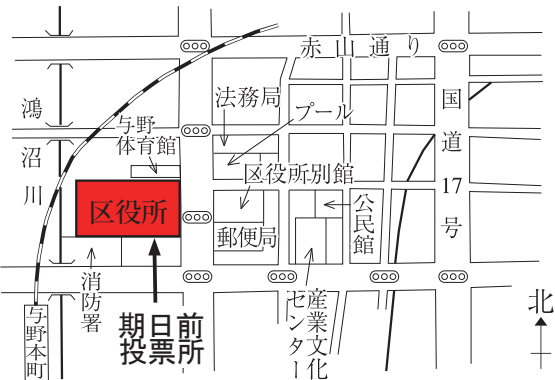 赤山通り
鴻沼川
法務局
プール
国道17号
与野
体育館
区役所別館
公民館
区役所
郵便局
消防署
期日前
投票所
産業文化
センター
与野本町
北